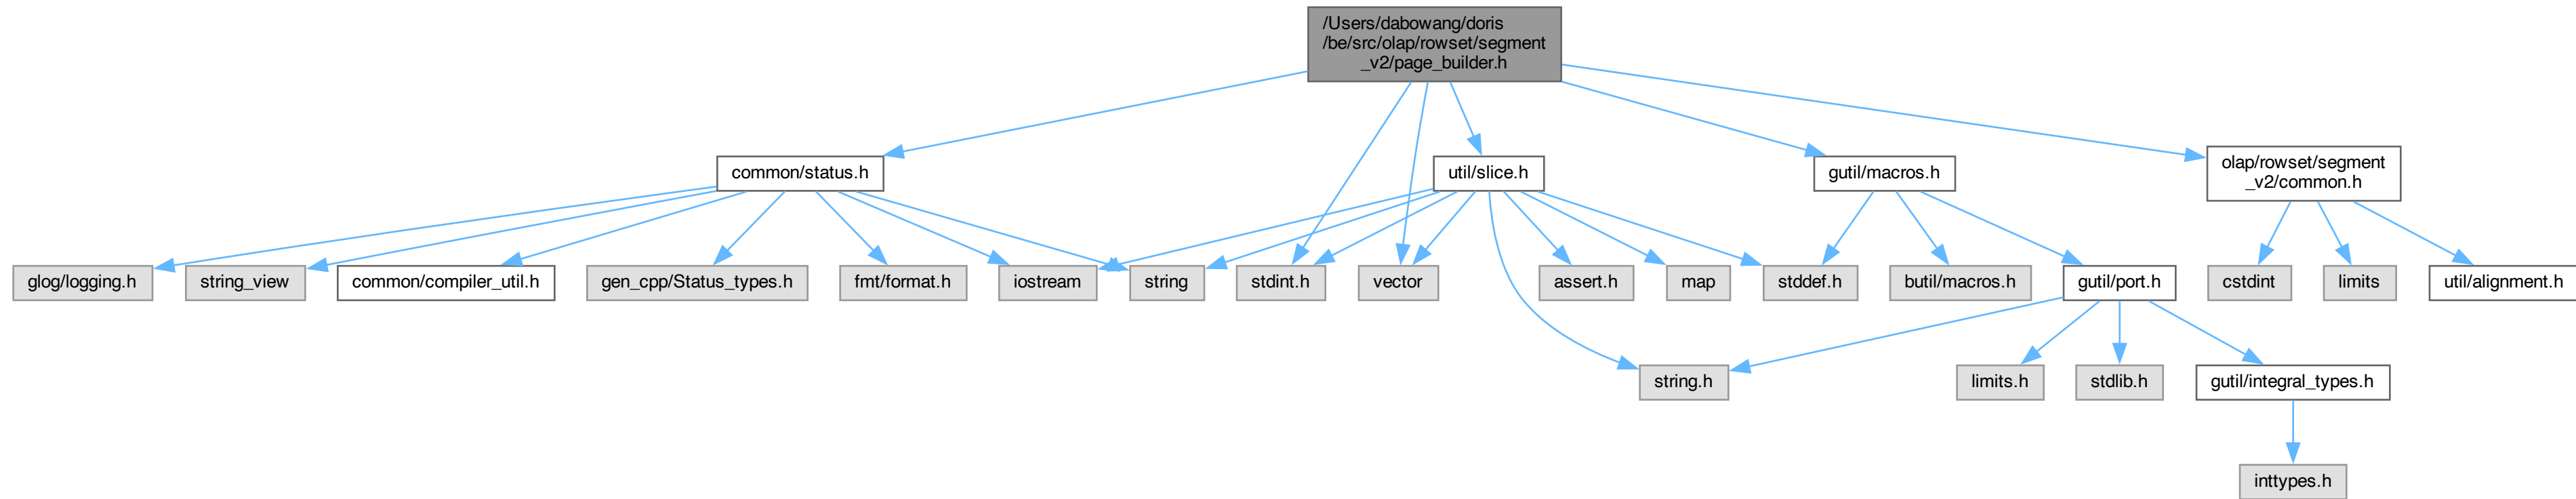 /Users/dabowang/doris
/be/src/olap/rowset/segment
_v2/page_builder.h
common/status.h
util/slice.h
gutil/macros.h
olap/rowset/segment
_v2/common.h
glog/logging.h
string_view
common/compiler_util.h
gen_cpp/Status_types.h
fmt/format.h
iostream
string
stdint.h
vector
assert.h
map
stddef.h
butil/macros.h
gutil/port.h
cstdint
limits
util/alignment.h
string.h
limits.h
stdlib.h
gutil/integral_types.h
inttypes.h